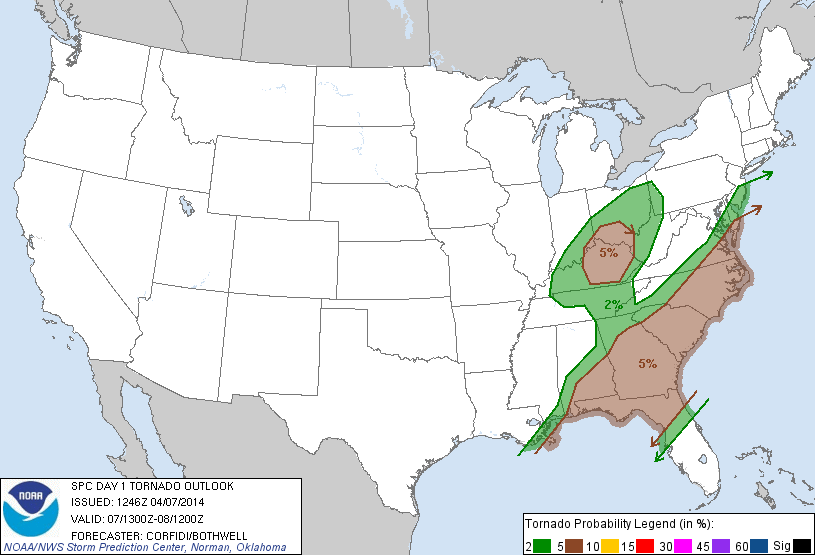 5%
2%
5%
NOAA
SPC DAY 1 TORNADO OUTLOOK
ISSUED: 1246Z 04/07/2014
VALID: 07/1300Z-08/1200Z
FORECASTER: CORFIDI/BOTHWELL
NOAA/NWS Storm Prediction Center, Norman, Oklahoma
Tornado Probability Legend (in %):
2 5 10 15 30 45 60 Sig